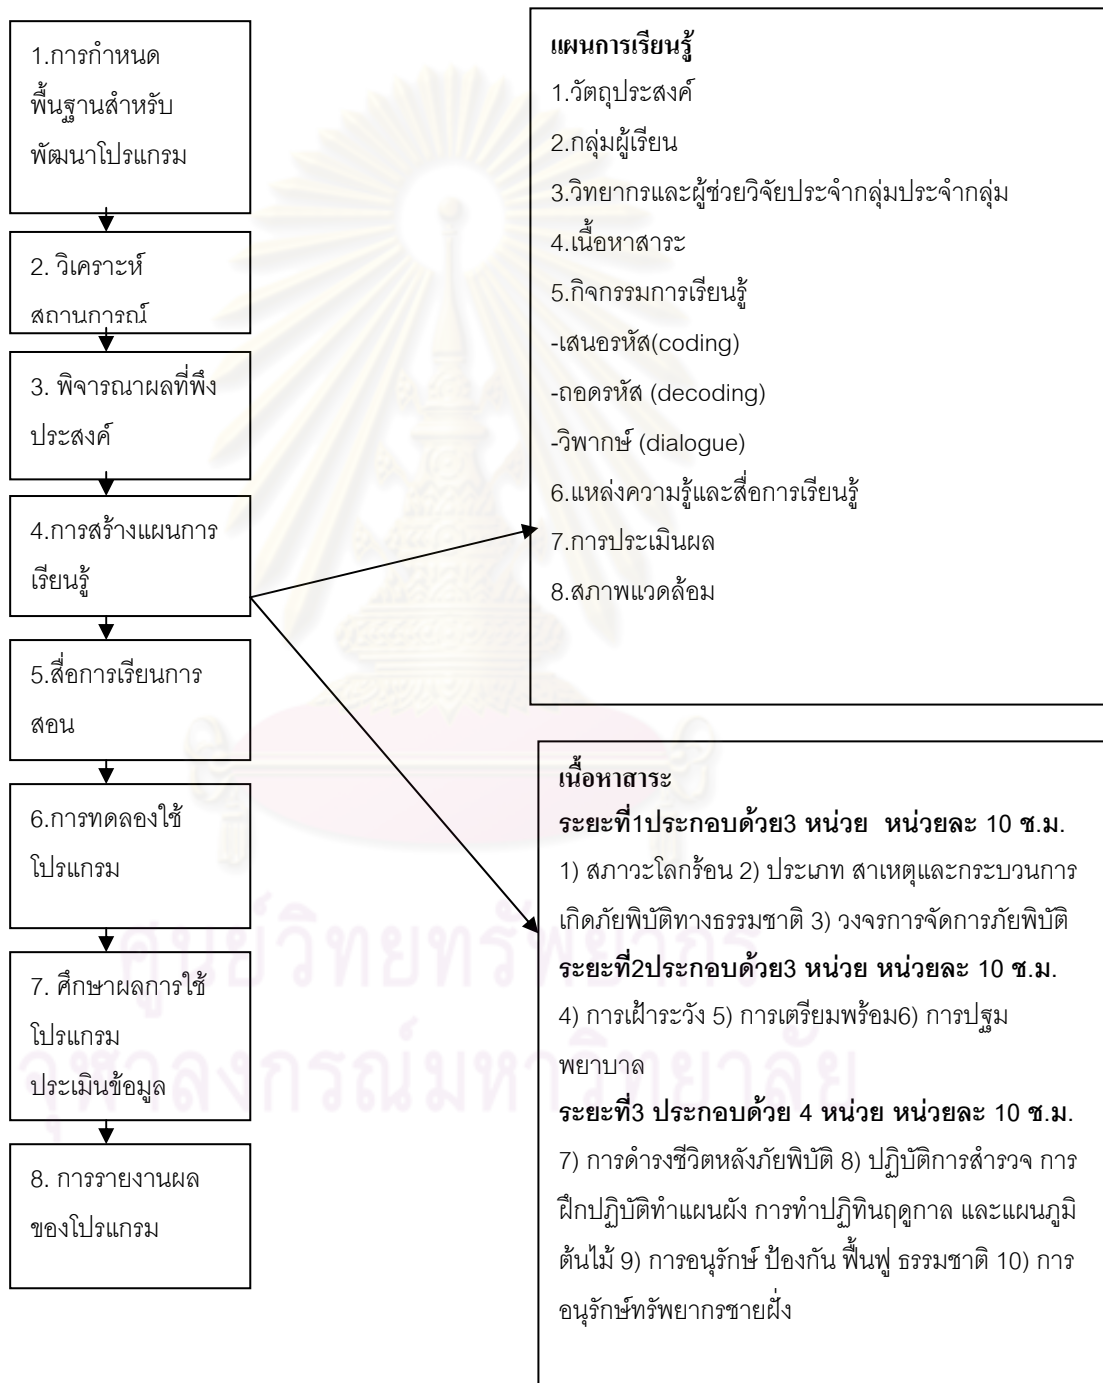 1.การกำหนด
พื้นฐานสำหรับ
พัฒนาโปรแกรม
2. วิเคราะห์
สถานการณ์
3. พิจารณาผลที่พึง
ประสงค์
4.การสร้างแผนการ
เรียนรู้
5.สื่อการเรียนการ
สอน
6.การทดลองใช้
โปรแกรม
7. ศึกษาผลการใช้
โปรแกรม
ประเมินข้อมูล
8. การรายงานผล
ของโปรแกรม
แผนการเรียนรู้
1.วัตถุประสงค์
2.กลุ่มผู้เรียน
3.วิทยากรและผู้ช่วยวิจัยประจำกลุ่มประจำกลุ่ม
4.เนื้อหาสาระ
5.กิจกรรมการเรียนรู้
-เสนอรหัส(coding)
-ถอดรหัส (decoding)
-วิพากษ์ (dialogue)
6.แหล่งความรู้และสื่อการเรียนรู้
7.การประเมินผล
8.สภาพแวดล้อม
เนื้อหาสาระ
ระยะที่1ประกอบด้วย3 หน่วย หน่วยละ 10 ช.ม.
1) สภาวะโลกร้อน 2) ประเภท สาเหตุและกระบวนการ
เกิดภัยพิบัติทางธรรมชาติ 3) วงจรการจัดการภัยพิบัติ
ระยะที่2ประกอบด้วย3 หน่วย หน่วยละ 10 ช.ม.
4) การเฝ้าระวัง 5) การเตรียมพร้อม6) การปฐม
พยาบาล
ระยะที่3 ประกอบด้วย 4 หน่วย หน่วยละ 10 ช.ม.
7) การดำรงชีวิตหลังภัยพิบัติ 8) ปฏิบัติการสำรวจ การ
ฝึกปฏิบัติทำแผนผัง การทำปฏิทินฤดูกาล และแผนภูมิ
ต้นไม้ 9) การอนุรักษ์ ป้องกัน ฟื้นฟู ธรรมชาติ 10) การ
อนุรักษ์ทรัพยากรชายฝั่ง
ศูนย์วิทยทรัพยากร
จุฬาลงกรณ์มหาวิทยาลัย